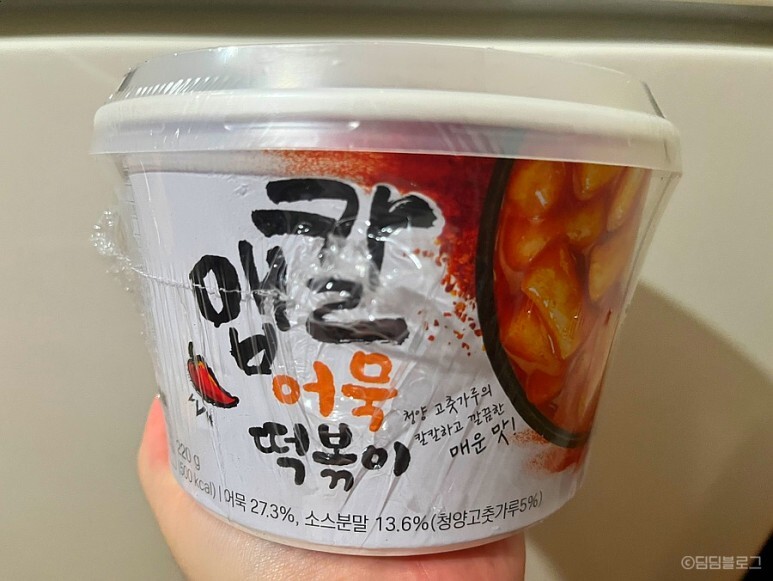 앰칼
어묵
떡볶이
청양 고춧가루의
칼칼하고 깔끔한
매운 맛!
220 g
kcal) | 어묵 27.3%, 소스분말 13.6%(청양고춧가루5%)
©딤딤블로그